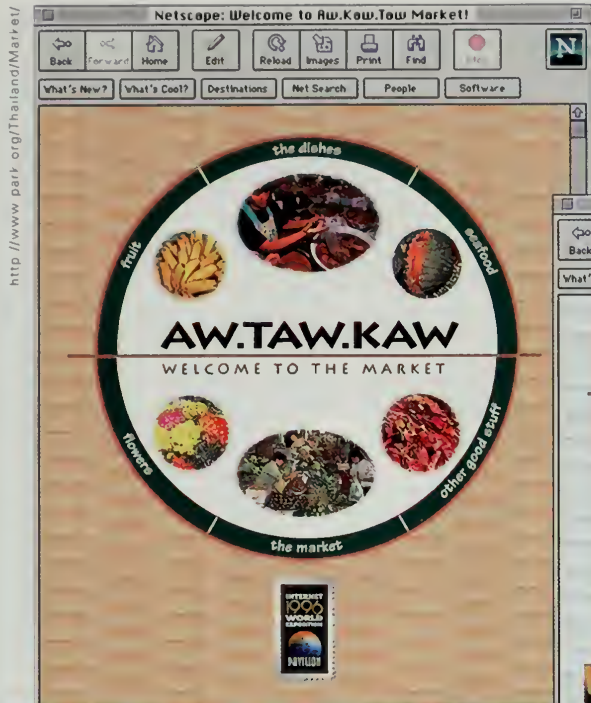 http //www park org/Thailand/Market/
Netscape: Welcome to Aw.Kaw.Taw Market!
Back Forward Home Edit Reload Images Print Find Stop
N
What's New? What's Cool? Destinations Net Search People Software
the dishes
fruit
seafood
AW.TAW.KAW
WELCOME TO THE MARKET
flowers
other good stuff
the market
INTERNET
1996
WORLD
EXPOSITION
PAVILION
Back
What'